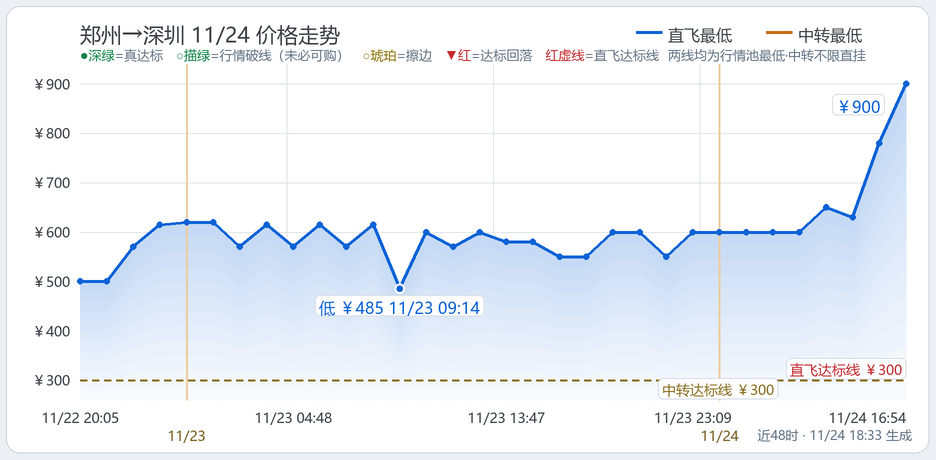 郑州→深圳 11/24 价格走势
直飞最低 中转最低
●深绿=真达标 ○描绿=行情破线（未必可购） ○琥珀=擦边 ▼红=达标回落 红虚线=直飞达标线 两线均为行情池最低·中转不限直挂
￥900
￥900
￥800
￥700
￥600
￥500
低 ￥485 11/23 09:14
￥400
直飞达标线 ￥300
￥300
中转达标线 ￥300
11/22 20:05 11/23 04:48 11/23 13:47 11/23 23:09 11/24 16:54
11/23 11/24 近48时 · 11/24 18:33 生成